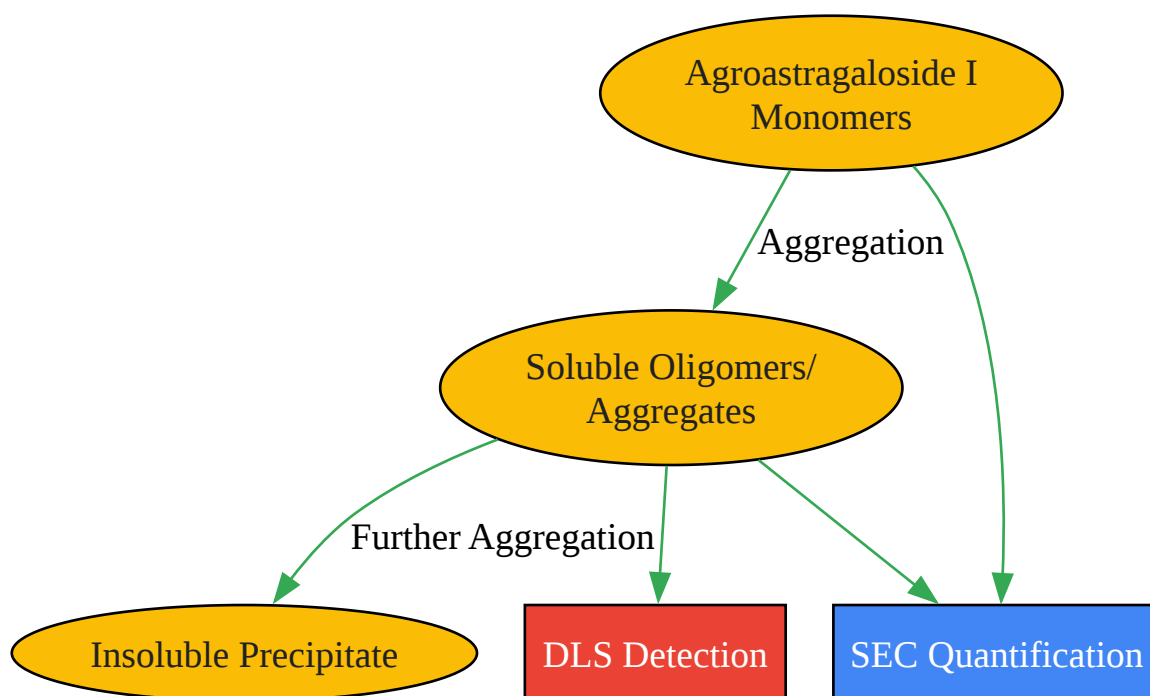 Agroastragaloside I
Monomers
Aggregation
Soluble Oligomers/
Aggregates
Further Aggregation
Insoluble Precipitate
DLS Detection
SEC Quantification